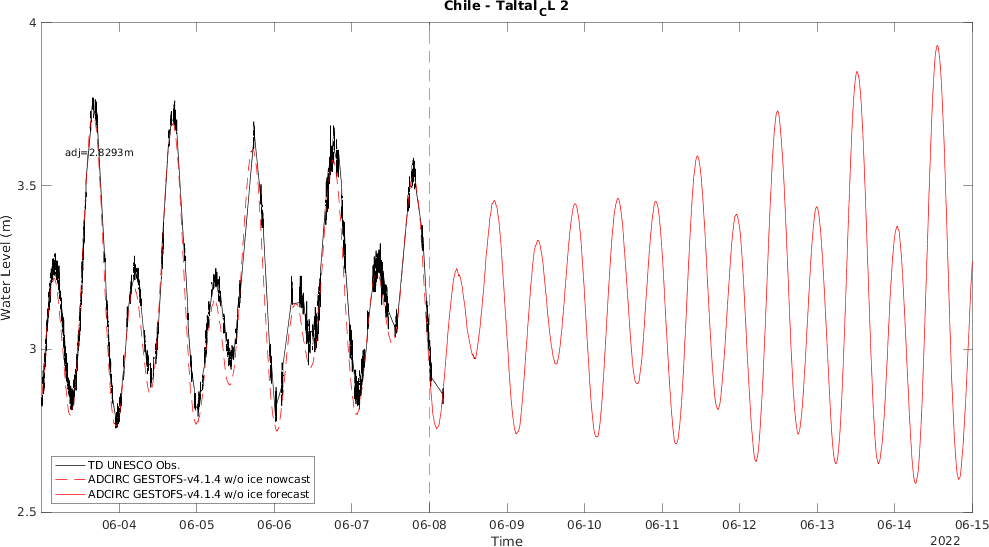 Chile - TaltalCL 2
Water Level (m)
4
3.5
3
2.5
adj=2.8293m
TD UNESCO Obs.
ADCIRC GESTOFS-v4.1.4 w/o ice nowcast
ADCIRC GESTOFS-v4.1.4 w/o ice forecast
06-04 06-05 06-06 06-07 06-08 06-09 06-10 06-11 06-12 06-13 06-14 06-15
Time
2022